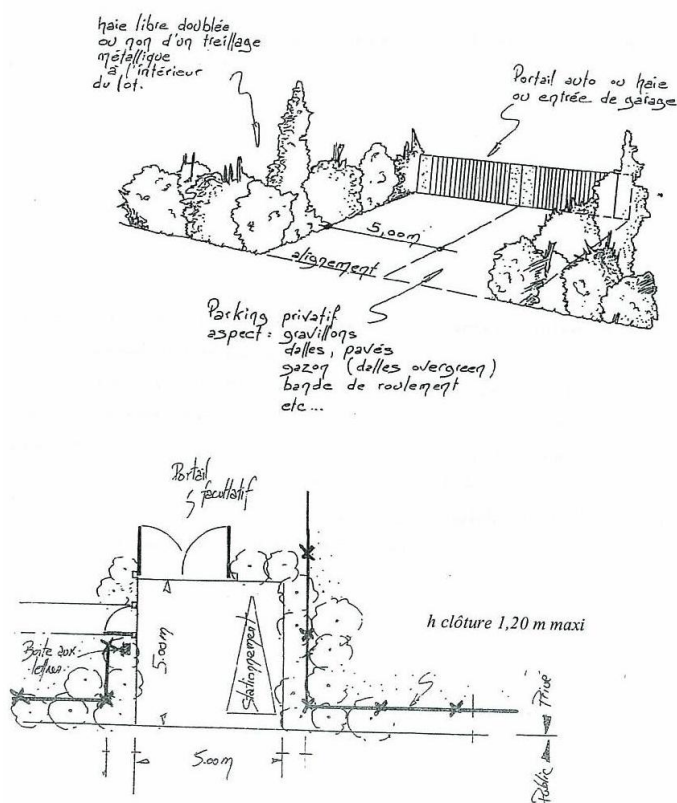 haie libre doublée
ou non d'un treillage
métallique
à l'intérieur
du lot.
Portail auto ou haie
ou entrée de garage
5,00m
alignement
Parking privatif
aspect: gravillons
dalles, pavés
gazon (dalles evergreen)
bande de roulement
etc...
Portail
facultatif
h clôture 1,20 m maxi
Boite aux
lettres
5.00m
Stationnement
5.00m
Privé
Public